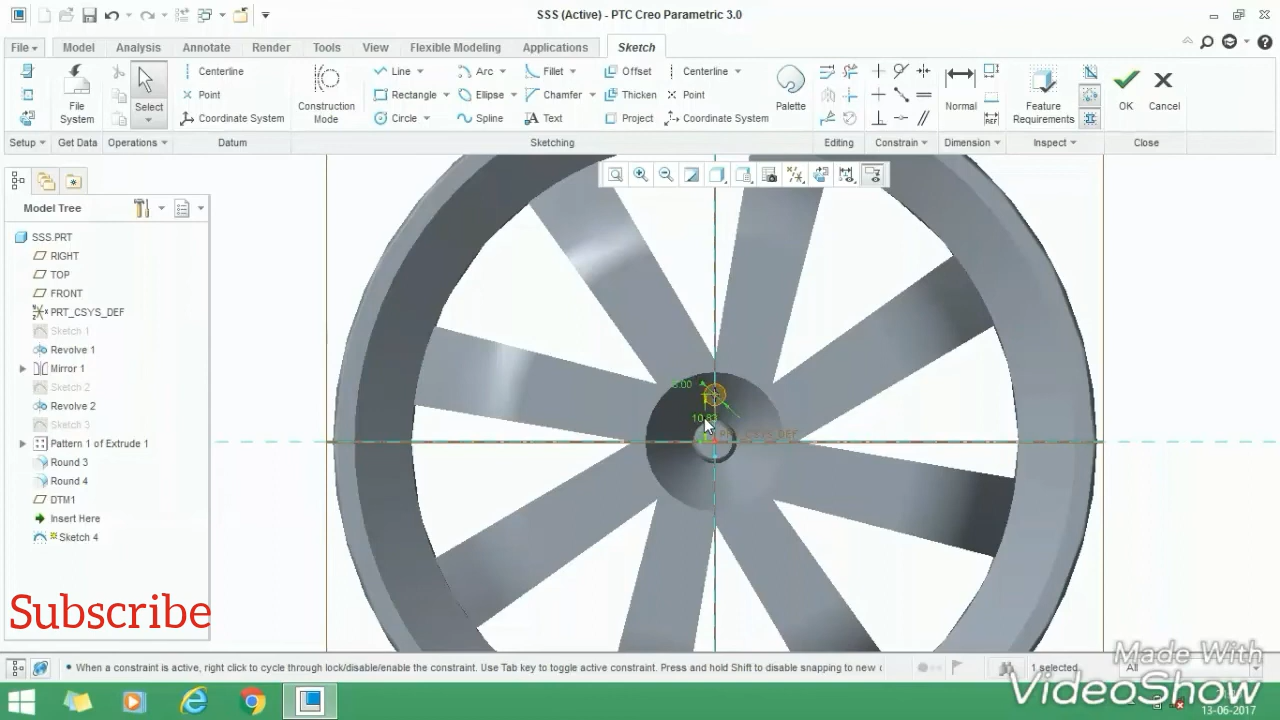 SSS (Active) - PTC Creo Parametric 3.0
File Model Analysis Annotate Render Tools View Flexible Modeling Applications Sketch
File System
Select
Centerline
Point
Coordinate System
Construction Mode
Line Arc Fillet Offset Centerline
Rectangle Ellipse Chamfer Thicken Point
Circle Spline Text Project Coordinate System
Palette
Normal
Feature Requirements
OK Cancel
Setup Get Data Operations Datum Sketching Editing Constrain Dimension Inspect Close
Model Tree
SSS.PRT
RIGHT
TOP
FRONT
PRT_CSYS_DEF
Sketch 1
Revolve 1
Mirror 1
Sketch 2
Revolve 2
Sketch 3
Pattern 1 of Extrude 1
Round 3
Round 4
DTM1
Insert Here
Sketch 4
PRT_CSYS_DEF
Subscribe
When a constraint is active, right click to cycle through lock/disable/enable the constraint. Use Tab key to toggle active constraint. Press and hold Shift to disable snapping to new
1 selected
All
Made With
VideoShow
13-06-2017